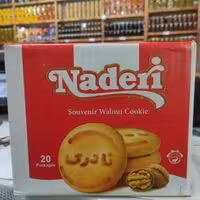 Naderi
Souvenir Walnut Cookie
نادری
20
Packages